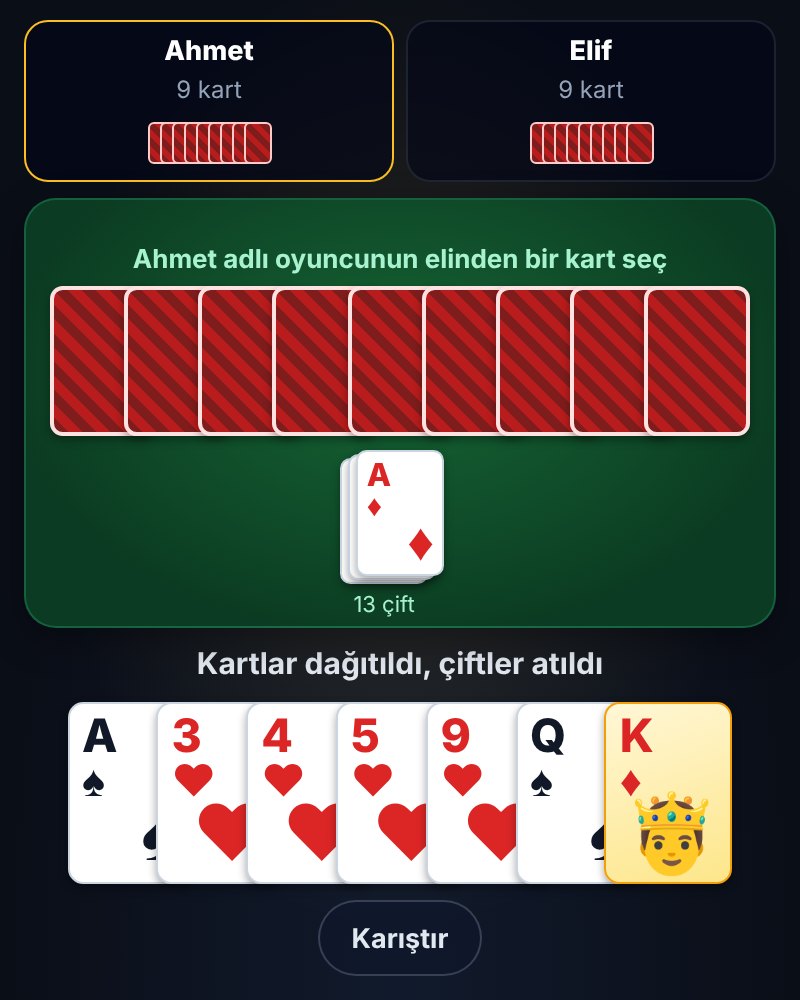 Ahmet
9 kart
Elif
9 kart
Ahmet adlı oyuncunun elinden bir kart seç
A
13 çift
Kartlar dağıtıldı, çiftler atıldı
A 3 4 5 9 Q K
Karıştır